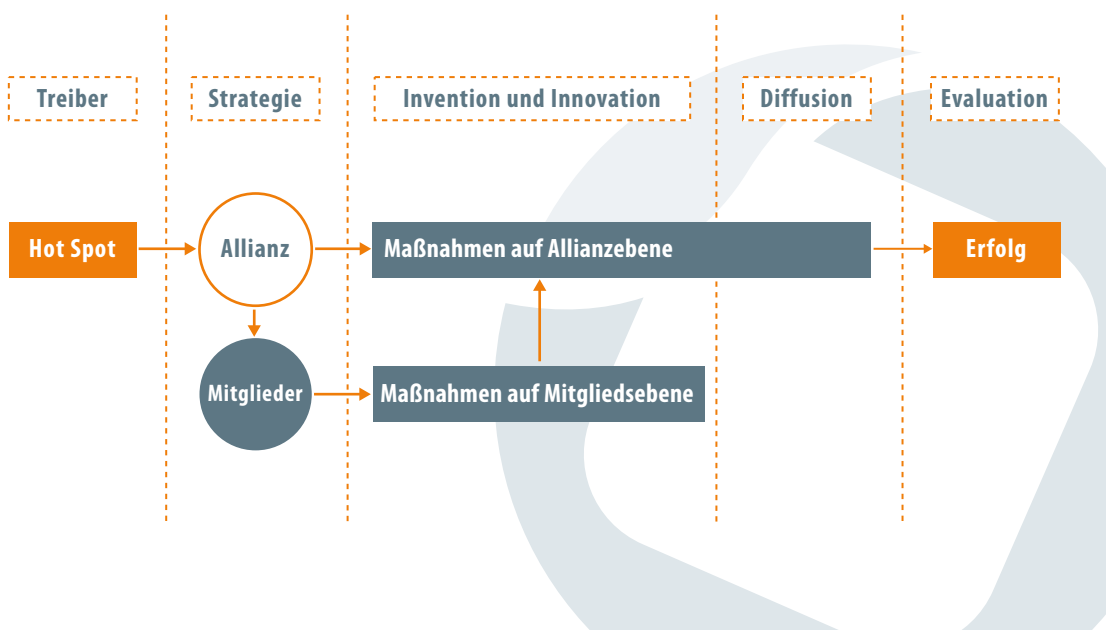 Treiber
Strategie
Invention und Innovation
Diffusion
Evaluation
Hot Spot
Allianz
Maßnahmen auf Allianzebene
Erfolg
Mitglieder
Maßnahmen auf Mitgliedsebene